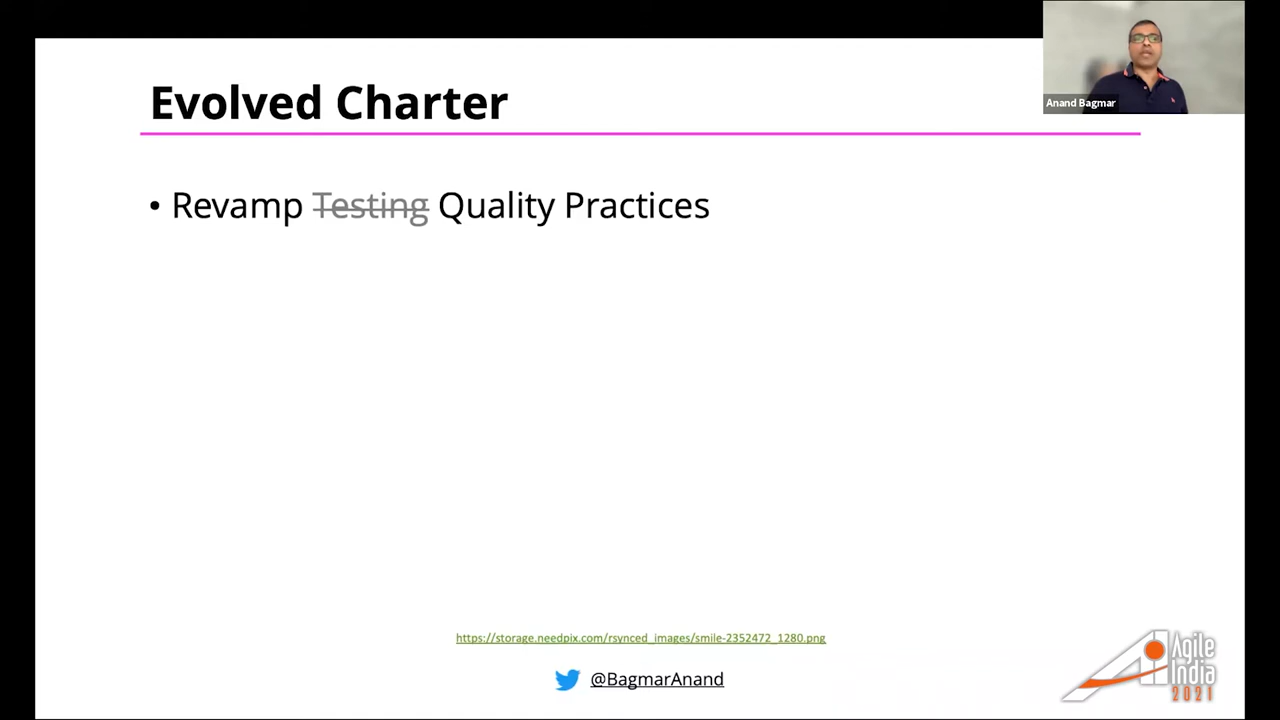 Evolved Charter
Anand Bagmar
• Revamp Testing Quality Practices
https://storage.needpix.com/rsynced_images/smile-2352472_1280.png
@BagmarAnand
Agile
India
2021